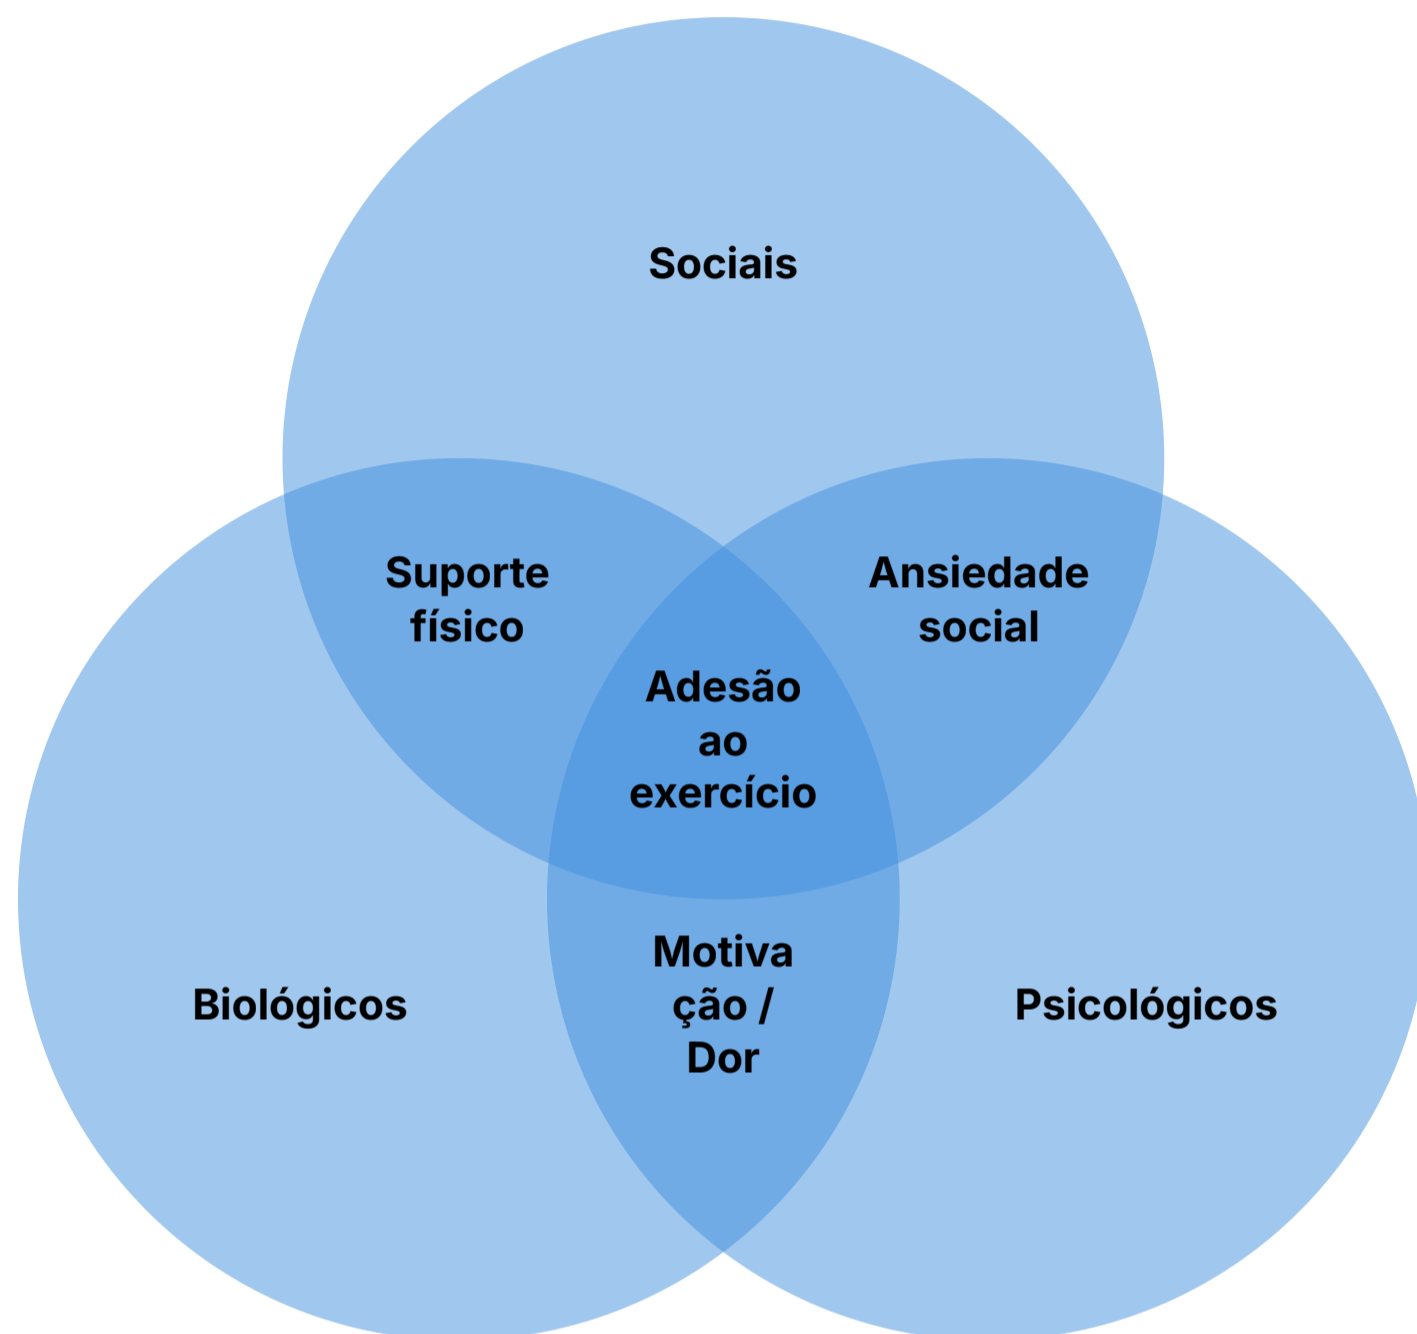 Sociais
Suporte
físico
Ansiedade
social
Adesão
ao
exercício
Motiva
ção /
Dor
Biológicos
Psicológicos